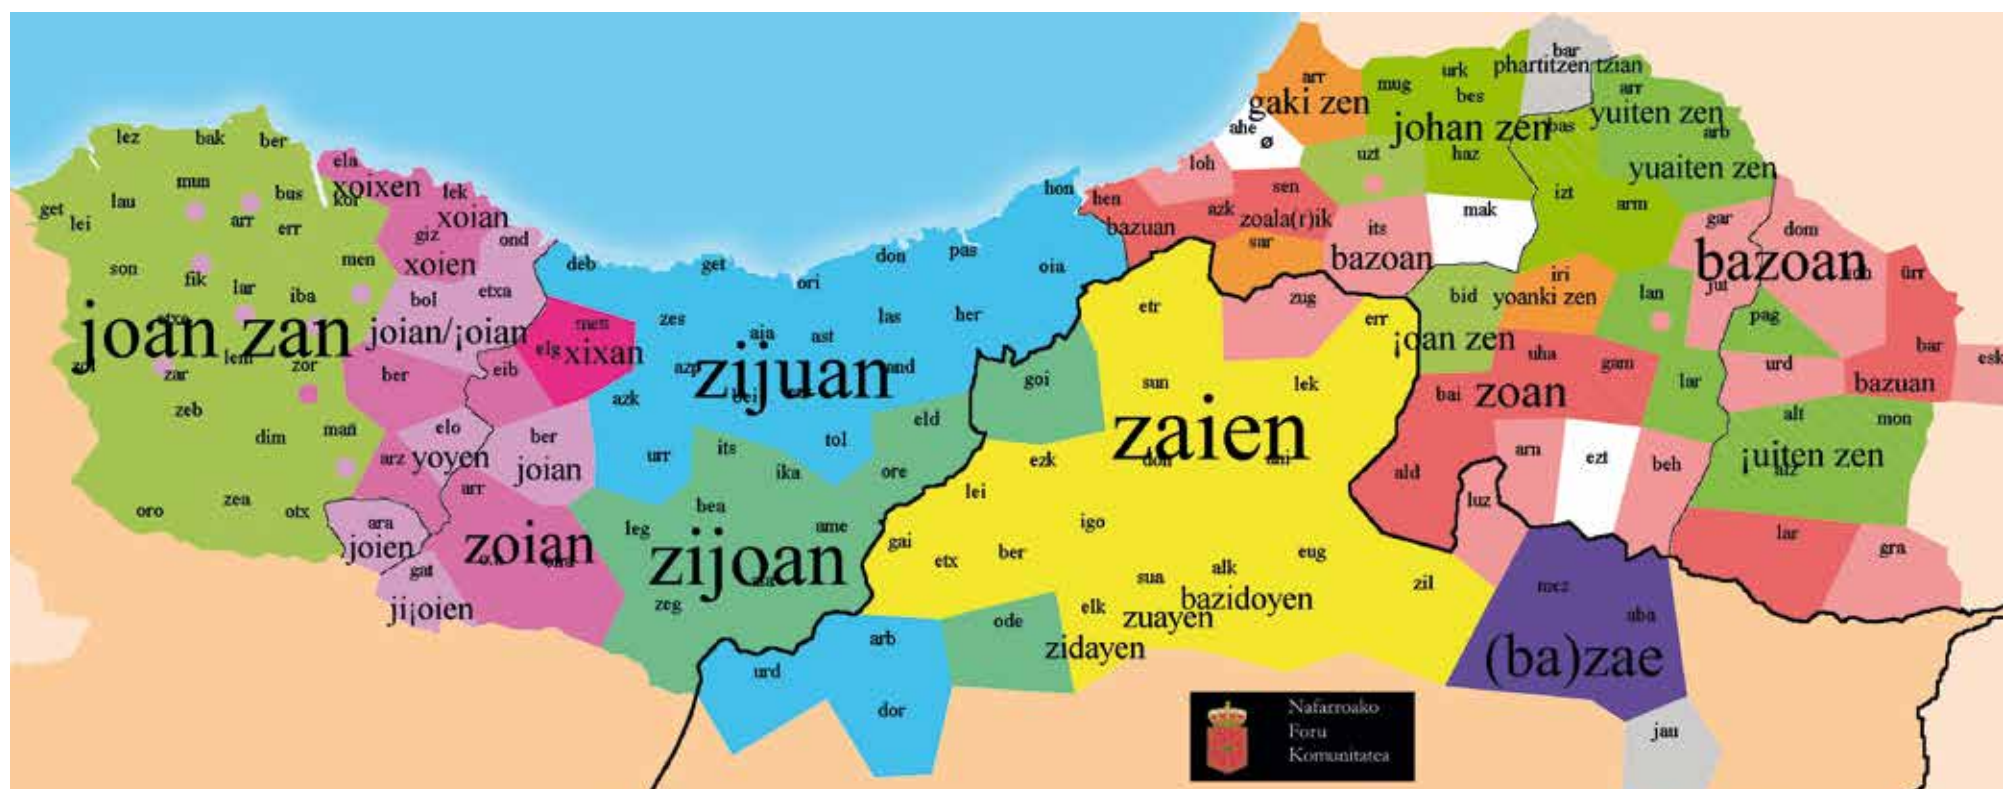 lez
bak
ber
mun
bus
kor
get
lau
lei
arr
err
son
fik
lar
men
iba
joan zan
lem
zor
zar
zeb
dim
mañ
oro
zea
otx
ela
xoixen
lek
xoian
giz
ond
xoien
bol
etxa
joian/¡oian
ber
eib
elo
arz
yoyen
arr
ber
joian
ara
joien
gat
ji¡oien
zoian
men
elg
xixan
deb
get
ori
don
pas
hon
oia
zes
aia
ast
las
her
zijuan
azk
urr
tol
its
ika
eld
ore
goi
bea
leg
ame
zijoan
zeg
urd
arb
dor
ode
etr
sun
zug
err
lek
zaien
ezk
lei
igo
gai
etx
ber
sua
alk
eug
zil
elk
bazidoyen
zuayen
zidayen
hen
bazuan
loh
ahe
ø
arr
gaki zen
azk
sen
zoala(r)ik
sar
uzt
its
bazoan
mug
urk
bes
johan zen
haz
mak
bar
phartitzen tzian
arr
yuiten zen
arb
bas
yuaiten zen
izt
arm
gar
dom
bazoan
jut
ürr
bid
iri
yoanki zen
lan
pag
¡oan zen
uha
gam
lar
bai
zoan
urd
bar
bazuan
esk
alt
mon
¡uiten zen
ald
arn
ezt
beh
luz
lar
gra
mez
aba
(ba)zae
jau
Nafarroako
Foru
Komunitatea